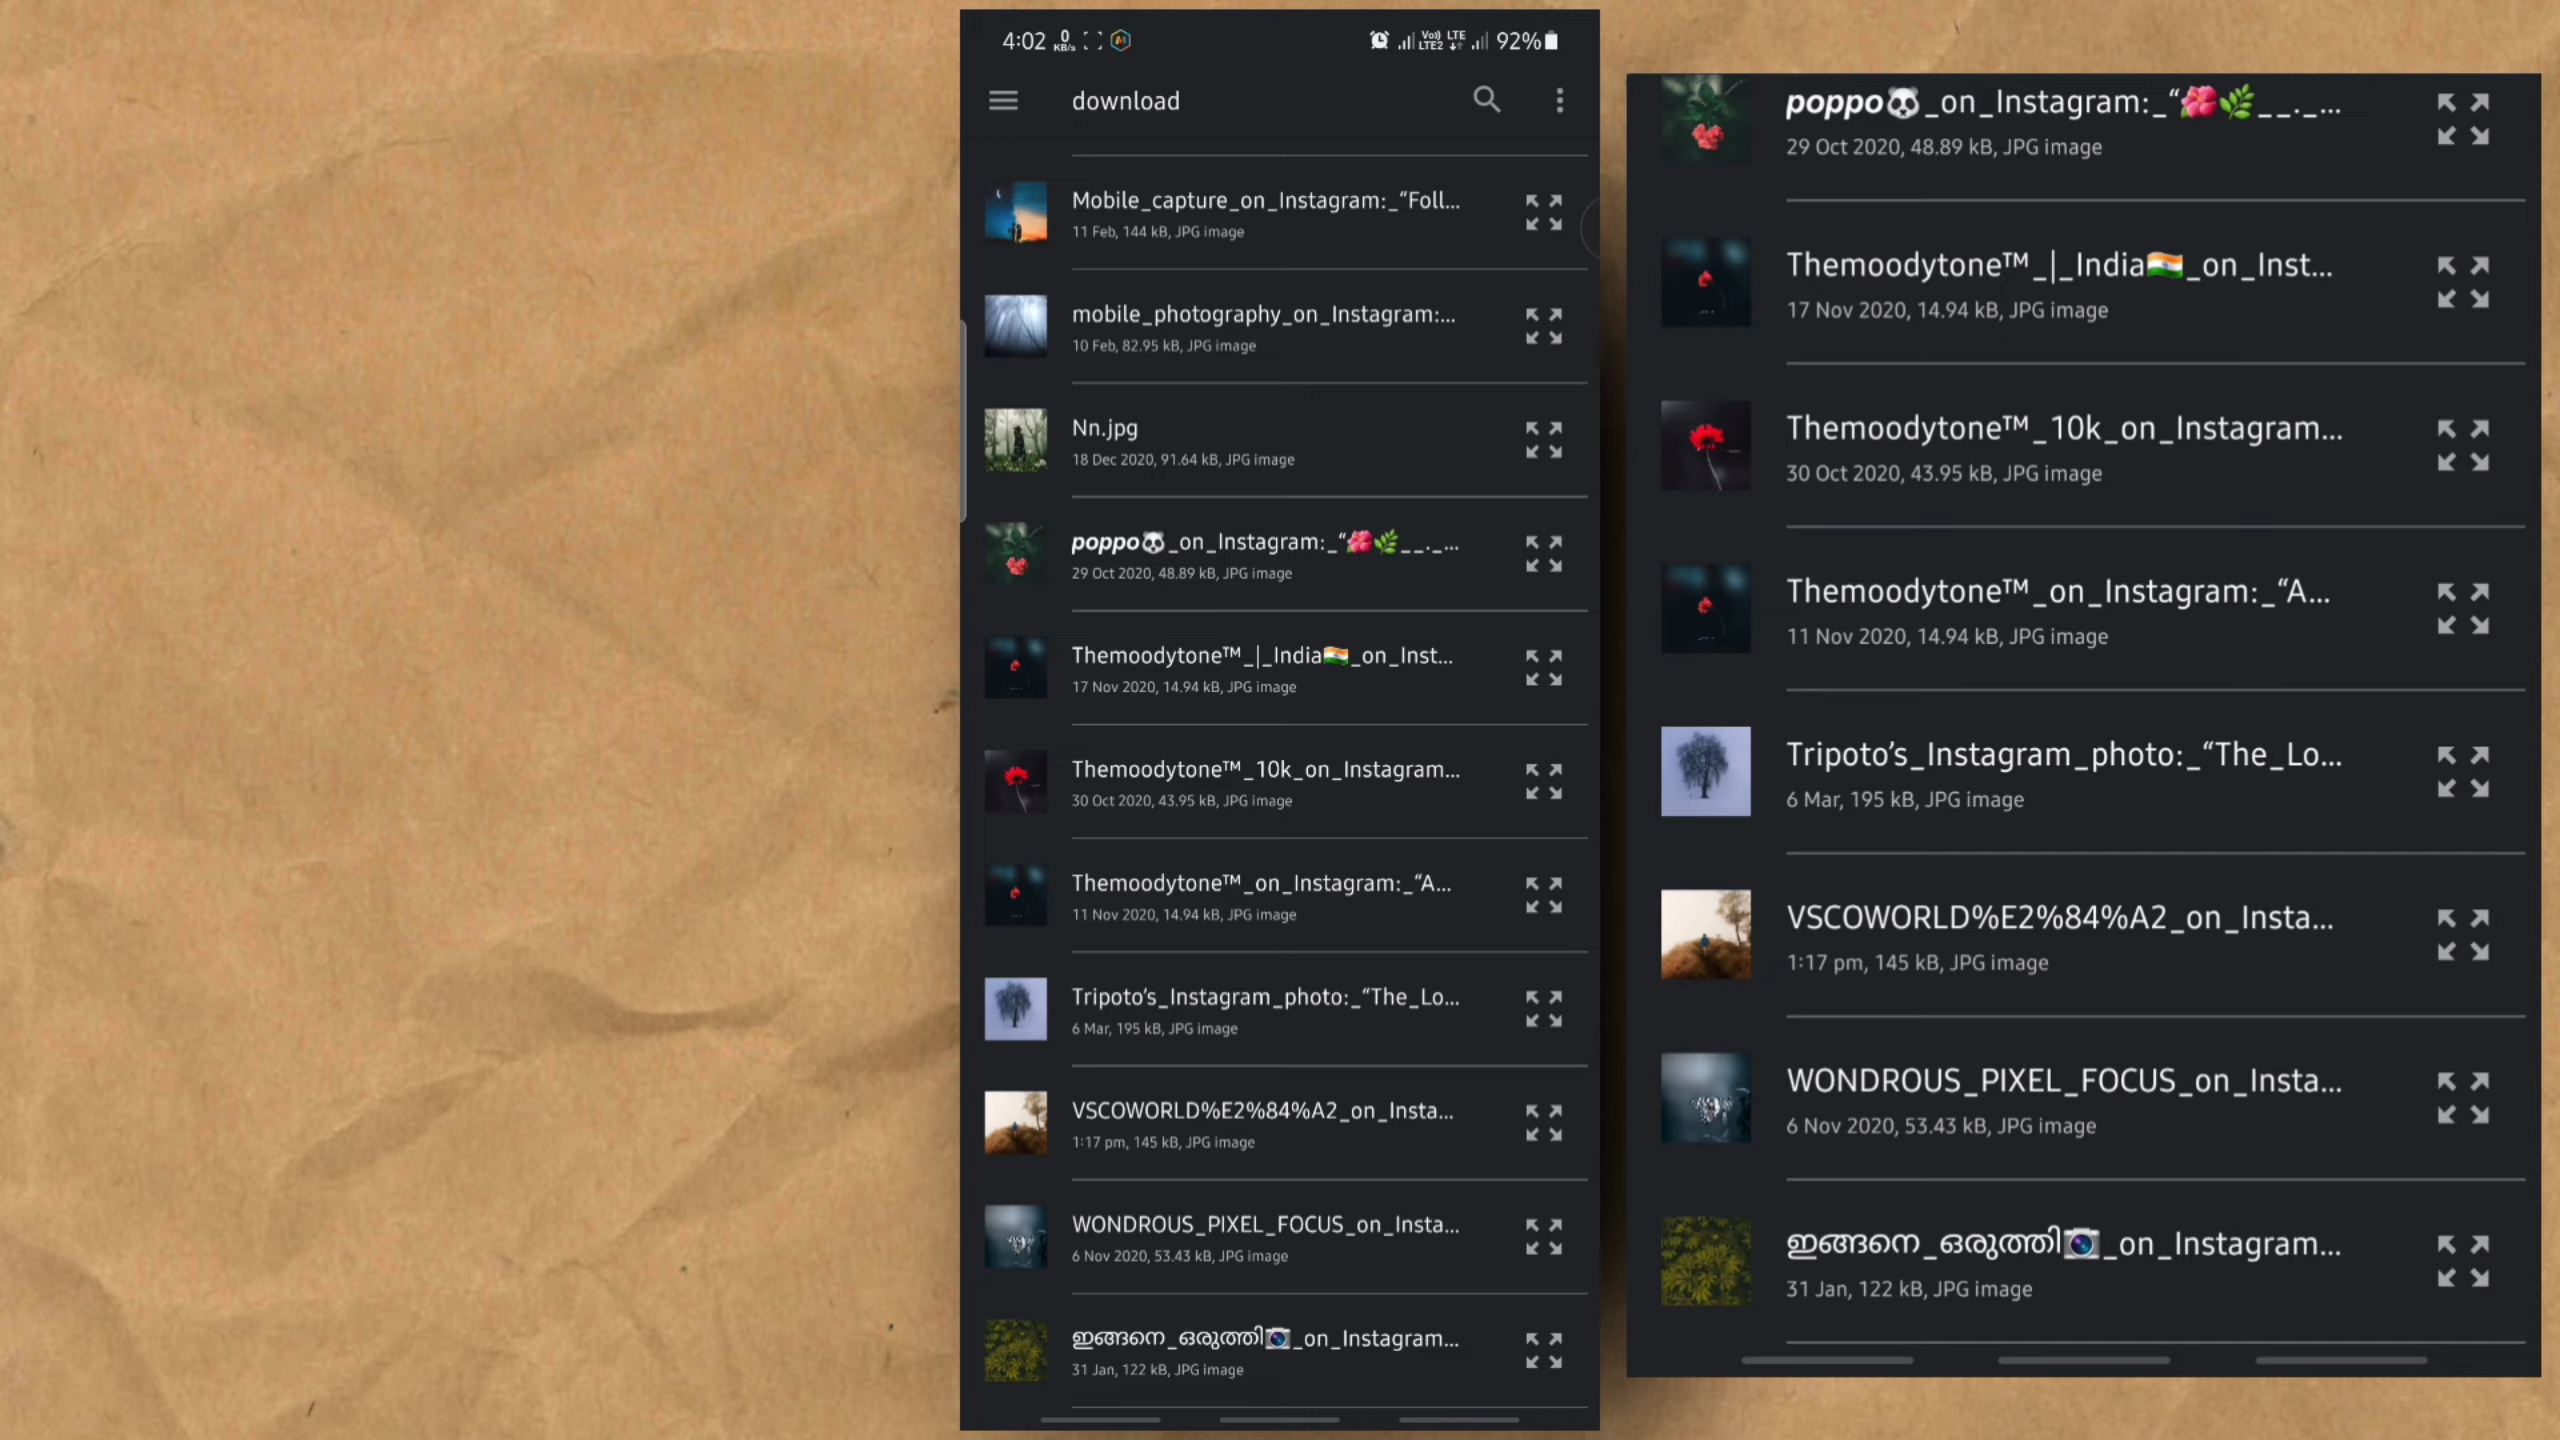 4:02 0 KB/s Vo)) LTE2 LTE 92%
download
Mobile_capture_on_Instagram:_“Foll...
11 Feb, 144 kB, JPG image
mobile_photography_on_Instagram:...
10 Feb, 82.95 kB, JPG image
Nn.jpg
18 Dec 2020, 91.64 kB, JPG image
poppo🐼_on_Instagram:_“🌺🌿__._...
29 Oct 2020, 48.89 kB, JPG image
Themoodytone™_|_India🇮🇳_on_Inst...
17 Nov 2020, 14.94 kB, JPG image
Themoodytone™_10k_on_Instagram...
30 Oct 2020, 43.95 kB, JPG image
Themoodytone™_on_Instagram:_“A...
11 Nov 2020, 14.94 kB, JPG image
Tripoto’s_Instagram_photo:_“The_Lo...
6 Mar, 195 kB, JPG image
VSCOWORLD%E2%84%A2_on_Insta...
1:17 pm, 145 kB, JPG image
WONDROUS_PIXEL_FOCUS_on_Insta...
6 Nov 2020, 53.43 kB, JPG image
ഇങ്ങനെ_ഒരുത്തി📷_on_Instagram...
31 Jan, 122 kB, JPG image
poppo🐼_on_Instagram:_“🌺🌿__._...
29 Oct 2020, 48.89 kB, JPG image
Themoodytone™_|_India🇮🇳_on_Inst...
17 Nov 2020, 14.94 kB, JPG image
Themoodytone™_10k_on_Instagram...
30 Oct 2020, 43.95 kB, JPG image
Themoodytone™_on_Instagram:_“A...
11 Nov 2020, 14.94 kB, JPG image
Tripoto’s_Instagram_photo:_“The_Lo...
6 Mar, 195 kB, JPG image
VSCOWORLD%E2%84%A2_on_Insta...
1:17 pm, 145 kB, JPG image
WONDROUS_PIXEL_FOCUS_on_Insta...
6 Nov 2020, 53.43 kB, JPG image
ഇങ്ങനെ_ഒരുത്തി📷_on_Instagram...
31 Jan, 122 kB, JPG image